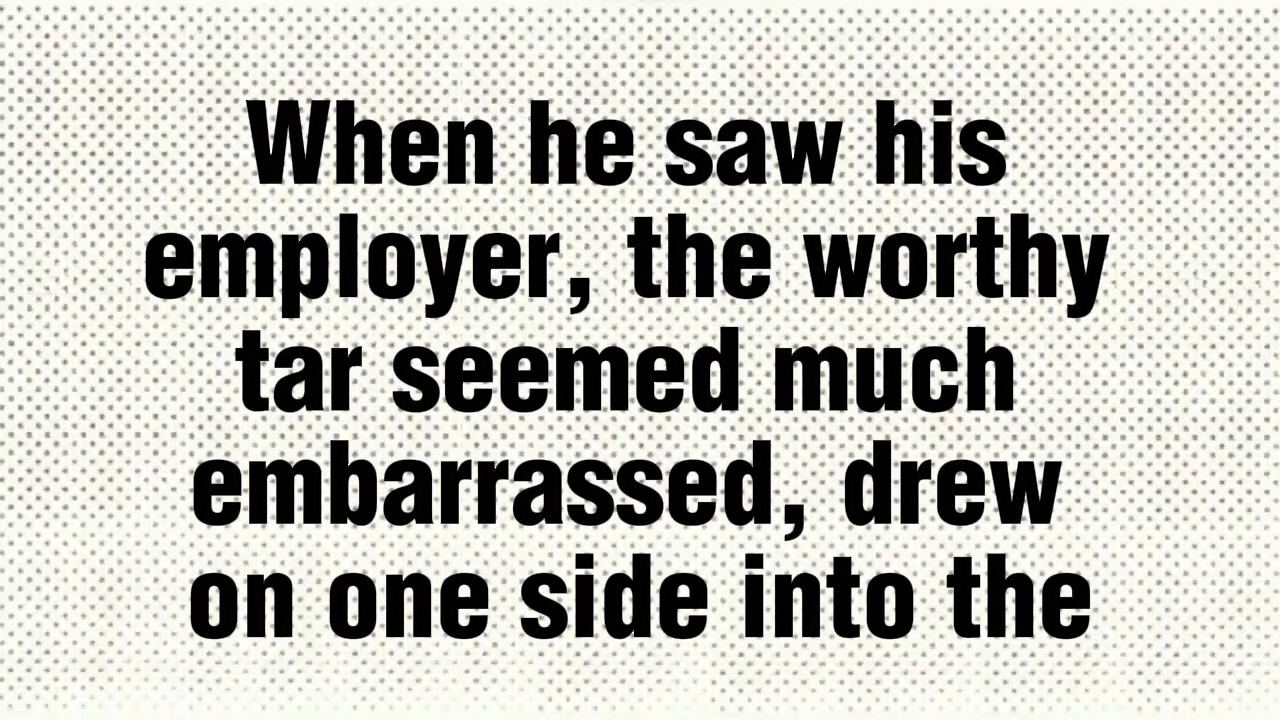 When he saw his
employer, the worthy
tar seemed much
embarrassed, drew
on one side into the